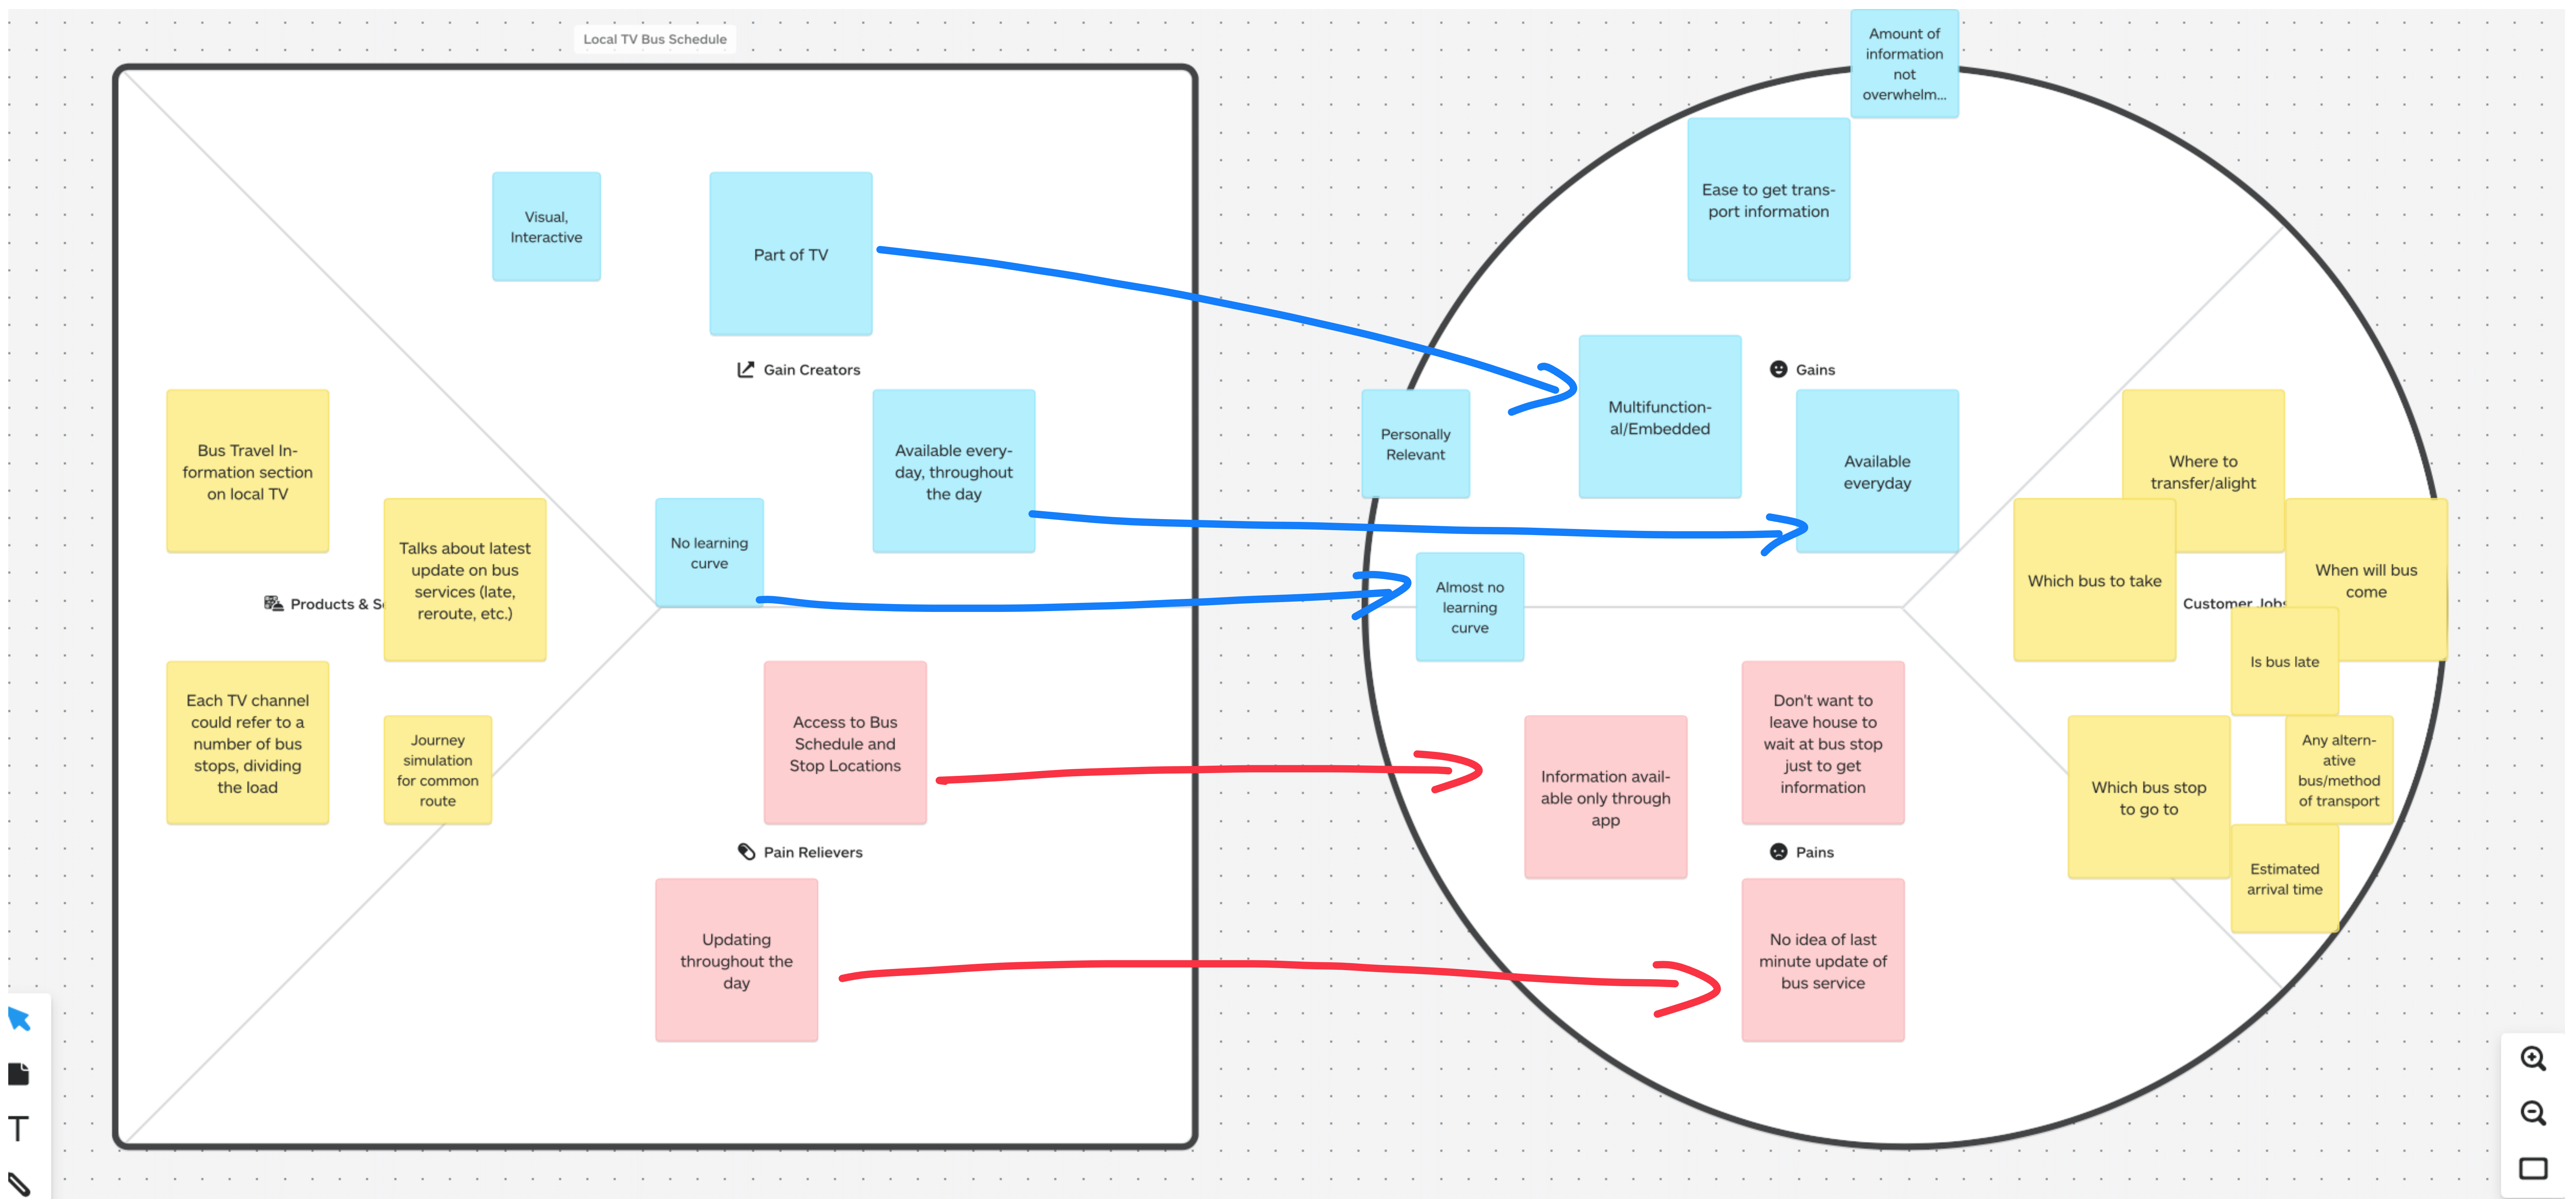 Local TV Bus Schedule
Visual,
Interactive
Part of TV
Gain Creators
Bus Travel In-
formation section
on local TV
Available every-
day, throughout
the day
Talks about latest
update on bus
services (late,
reroute, etc.)
No learning
curve
Products & S
Each TV channel
could refer to a
number of bus
stops, dividing
the load
Journey
simulation
for common
route
Access to Bus
Schedule and
Stop Locations
Pain Relievers
Updating
throughout the
day
Amount of
information
not
overwhelm...
Ease to get trans-
port information
Gains
Personally
Relevant
Multifunction-
al/Embedded
Available
everyday
Almost no
learning
curve
Where to
transfer/alight
Which bus to take
When will bus
come
Customer Jobs
Is bus late
Don't want to
leave house to
wait at bus stop
just to get
information
Information avail-
able only through
app
Pains
No idea of last
minute update of
bus service
Which bus stop
to go to
Any altern-
ative
bus/method
of transport
Estimated
arrival time
T